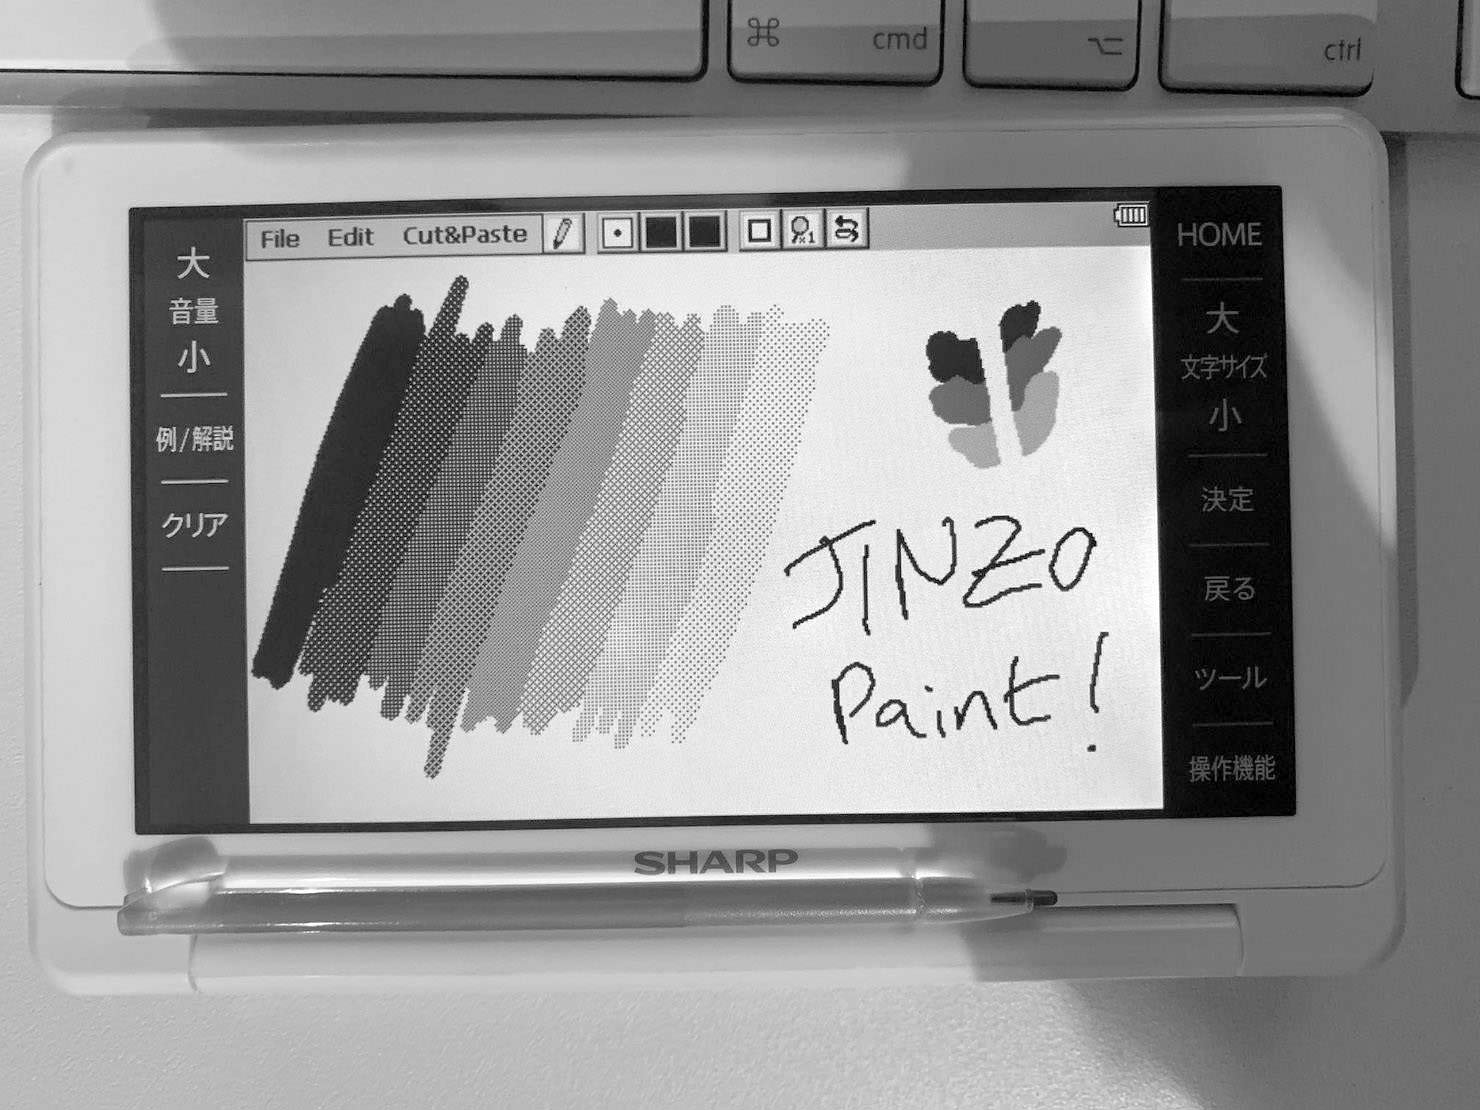 ⌘ cmd
⌥
ctrl
File Edit Cut&Paste
x1
大
音量
小
例/解説
クリア
HOME
大
文字サイズ
小
決定
戻る
ツール
操作機能
JINZO
Paint!
SHARP